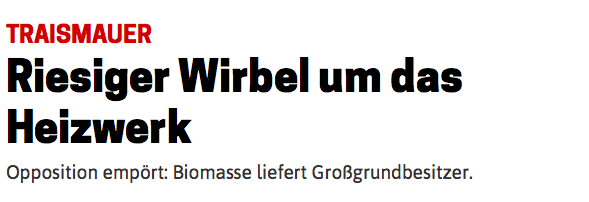 TRAISMAUER
Riesiger Wirbel um das
Heizwerk
Opposition empört: Biomasse liefert Großgrundbesitzer.